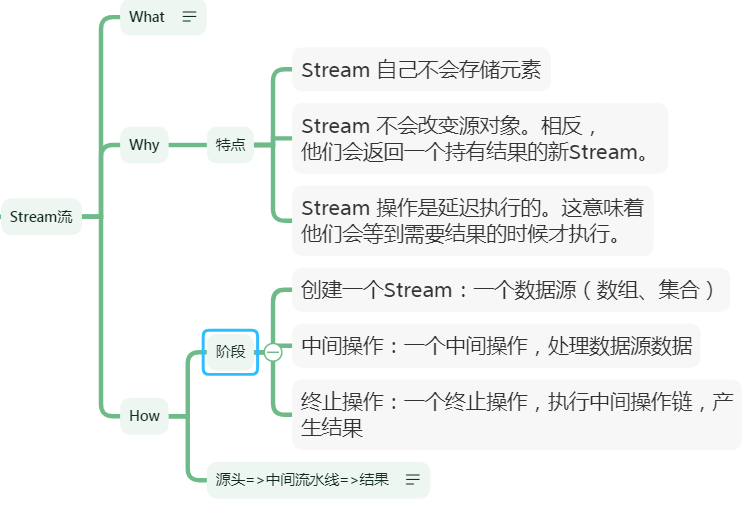 What
Stream 自己不会存储元素
Why
特点
Stream 不会改变源对象。相反，
他们会返回一个持有结果的新Stream。
Stream流
Stream 操作是延迟执行的。这意味着
他们会等到需要结果的时候才执行。
创建一个Stream：一个数据源（数组、集合）
阶段
中间操作：一个中间操作，处理数据源数据
How
终止操作：一个终止操作，执行中间操作链，产
生结果
源头=>中间流水线=>结果